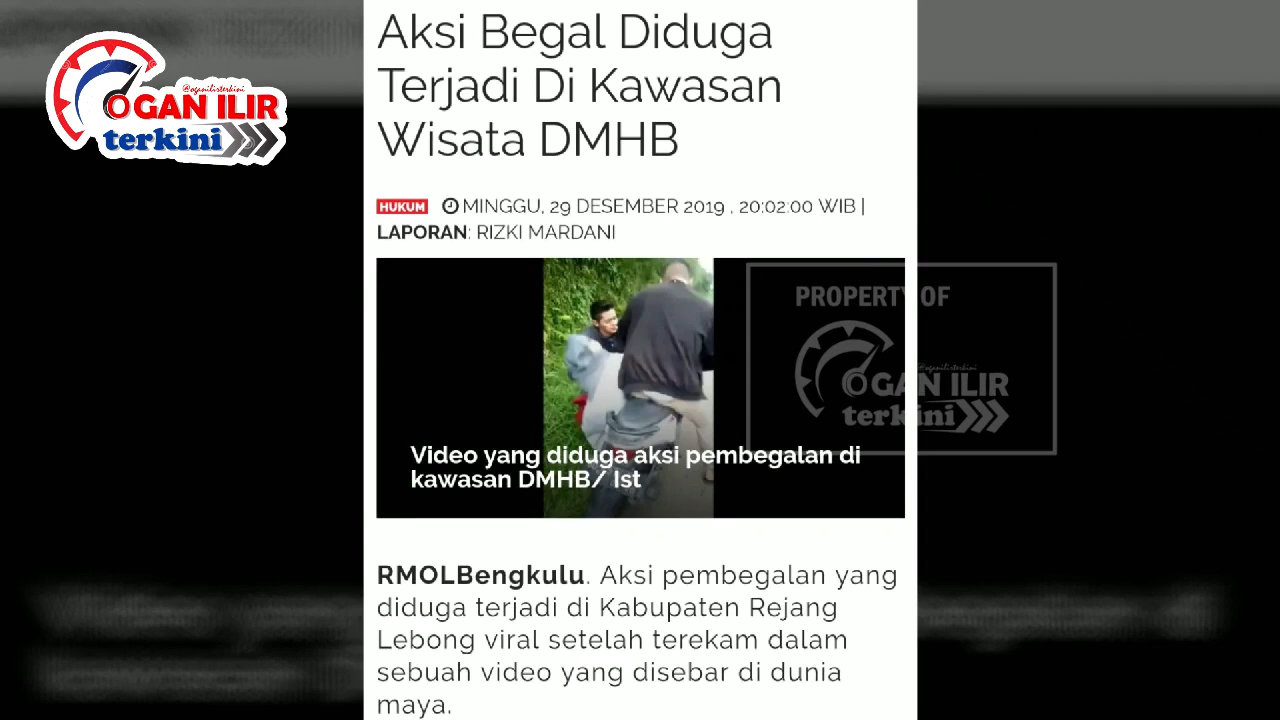 Aksi Begal Diduga
Terjadi Di Kawasan
Wisata DMHB
@oganilirterkini
OGAN ILIR
terkini
HUKUM MINGGU, 29 DESEMBER 2019 , 20:02:00 WIB |
LAPORAN: RIZKI MARDANI
PROPERTY OF
@oganilirterkini
OGAN ILIR
terkini
Video yang diduga aksi pembegalan di
kawasan DMHB/ Ist
RMOLBengkulu. Aksi pembegalan yang
diduga terjadi di Kabupaten Rejang
Lebong viral setelah terekam dalam
sebuah video yang disebar di dunia
maya.